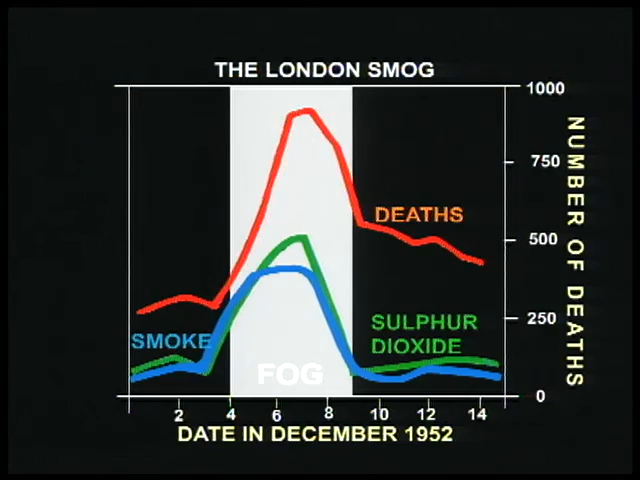 THE LONDON SMOG
1000
750
500
250
0
NUMBER OF DEATHS
DEATHS
SMOKE
SULPHUR
DIOXIDE
FOG
2 4 6 8 10 12 14
DATE IN DECEMBER 1952